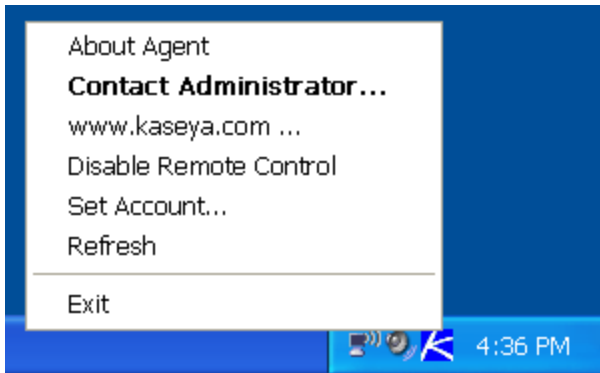 About Agent
Contact Administrator...
www.kaseya.com ...
Disable Remote Control
Set Account...
Refresh
Exit
4:36 PM